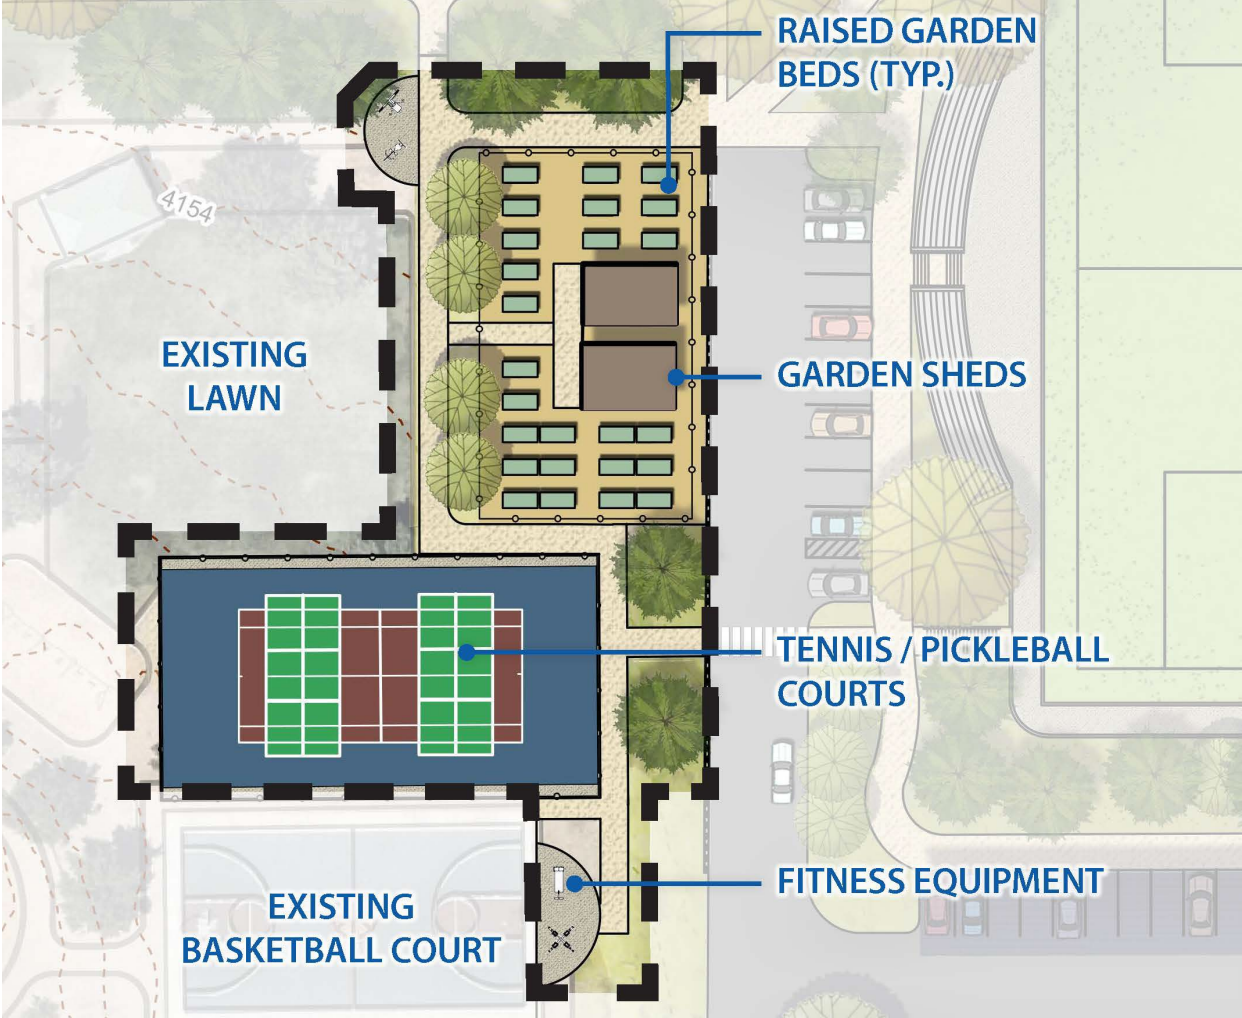 RAISED GARDEN
BEDS (TYP.)
4154
EXISTING
LAWN
GARDEN SHEDS
TENNIS / PICKLEBALL
COURTS
FITNESS EQUIPMENT
EXISTING
BASKETBALL COURT